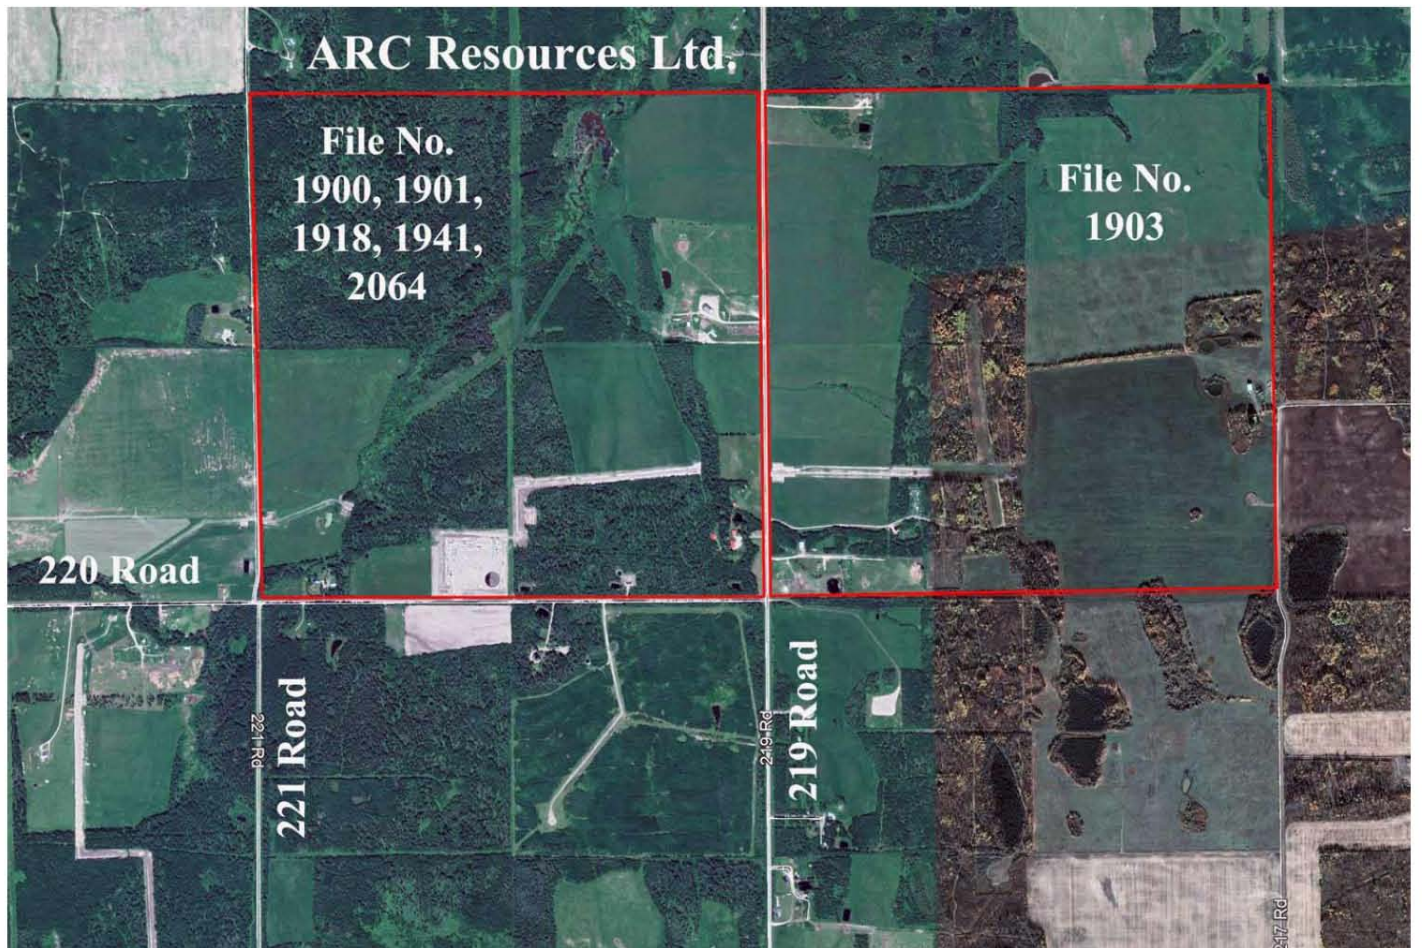 ARC Resources Ltd.
File No.
1900, 1901,
1918, 1941,
2064
File No.
1903
220 Road
221 Rd
221 Road
219 Rd
219 Road
217 Rd